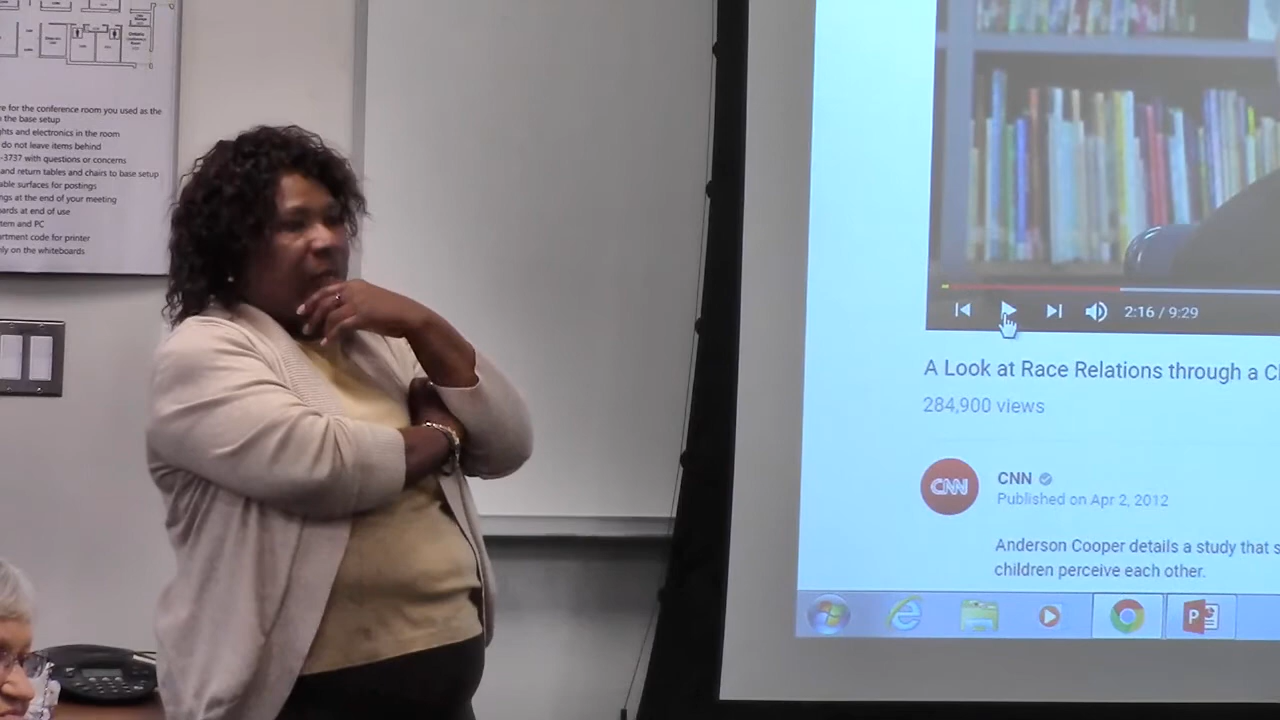 re for the conference room you used as the
the base setup
hts and electronics in the room
do not leave items behind
-3737 with questions or concerns
and return tables and chairs to base setup
able surfaces for postings
ngs at the end of your meeting
ards at end of use
tem and PC
artment code for printer
nly on the whiteboards
2:16 / 9:29
A Look at Race Relations through a C
284,900 views
CNN
CNN
Published on Apr 2, 2012
Anderson Cooper details a study that s
children perceive each other.